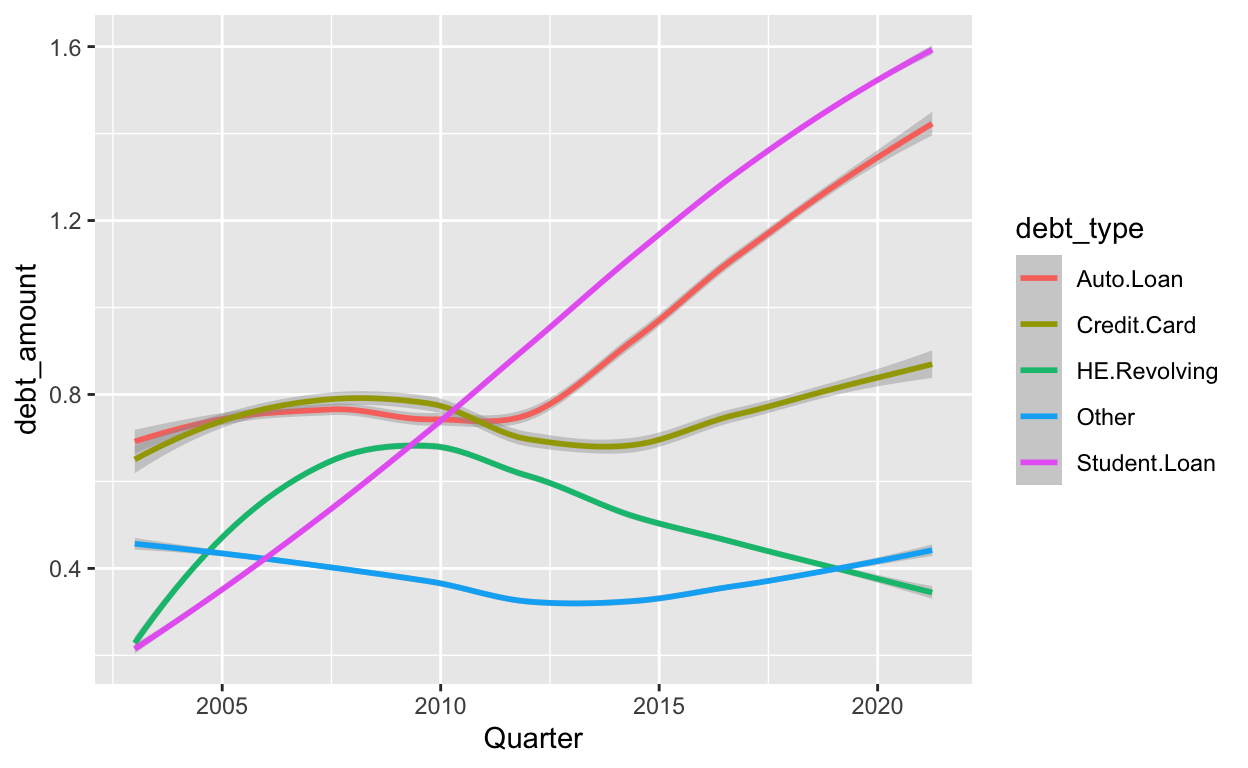 1.6
1.2
0.8
0.4
debt_amount
2005
2010
2015
2020
Quarter
debt_type
Auto.Loan
Credit.Card
HE.Revolving
Other
Student.Loan